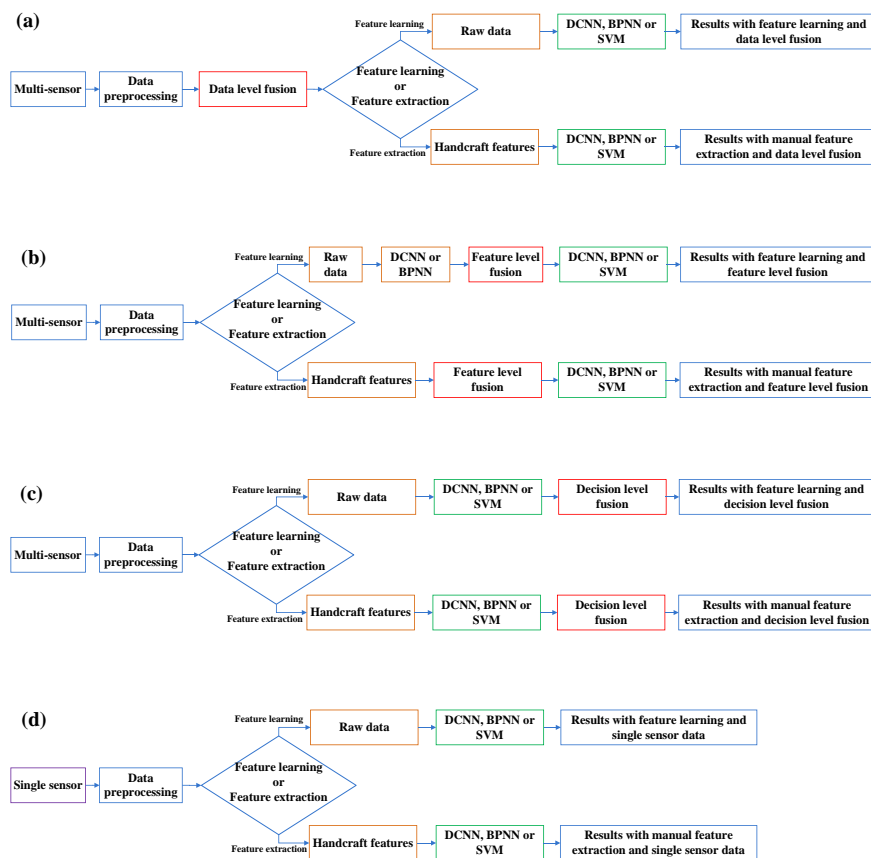 (a)
Feature learning
Raw data
DCNN, BPNN or
SVM
Results with feature learning and
data level fusion
Multi-sensor
Data
preprocessing
Data level fusion
Feature learning
or
Feature extraction
Feature extraction
Handcraft features
DCNN, BPNN or
SVM
Results with manual feature
extraction and data level fusion
(b)
Feature learning
Raw
data
DCNN or
BPNN
Feature level
fusion
DCNN, BPNN or
SVM
Results with feature learning and
feature level fusion
Multi-sensor
Data
preprocessing
Feature learning
or
Feature extraction
Feature extraction
Handcraft features
Feature level
fusion
DCNN, BPNN or
SVM
Results with manual feature
extraction and feature level fusion
(c)
Feature learning
Raw data
DCNN, BPNN or
SVM
Decision level
fusion
Results with feature learning and
decision level fusion
Multi-sensor
Data
preprocessing
Feature learning
or
Feature extraction
Feature extraction
Handcraft features
DCNN, BPNN or
SVM
Decision level
fusion
Results with manual feature
extraction and decision level fusion
(d)
Feature learning
Raw data
DCNN, BPNN or
SVM
Results with feature learning and
single sensor data
Single sensor
Data
preprocessing
Feature learning
or
Feature extraction
Feature extraction
Handcraft features
DCNN, BPNN or
SVM
Results with manual feature
extraction and single sensor data